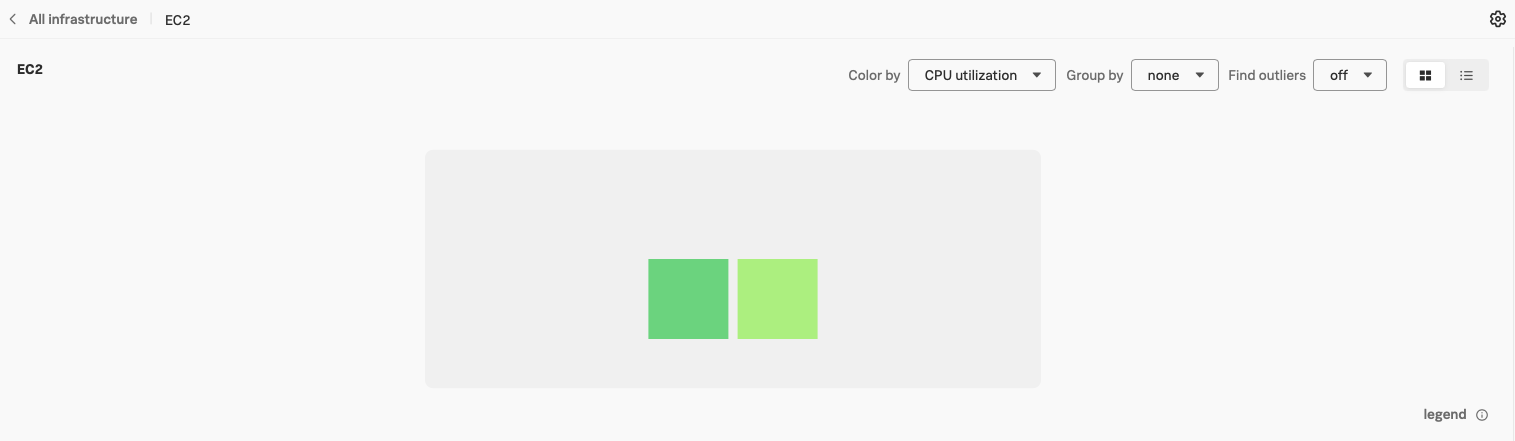 All infrastructure EC2
EC2
Color by CPU utilization Group by none Find outliers off
legend